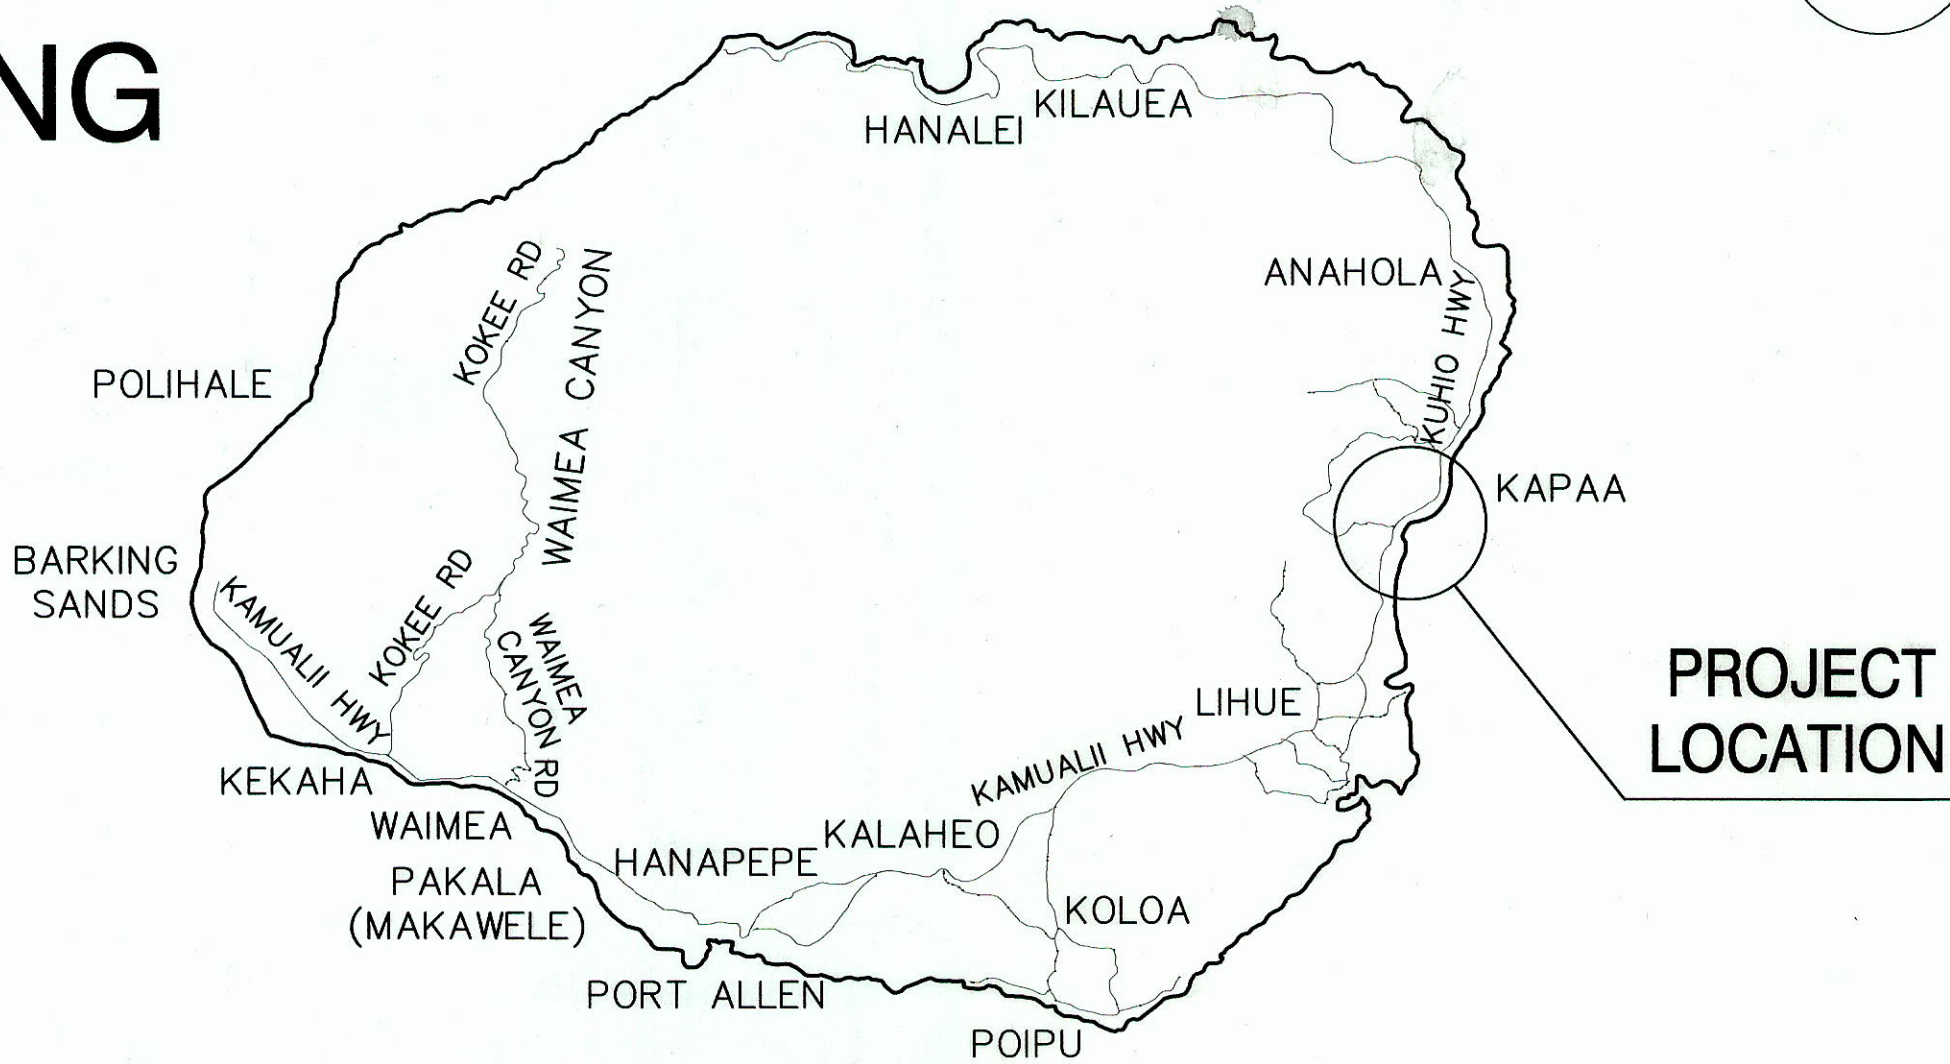 NG
HANALEI
KILAUEA
KOKEE RD
WAIMEA CANYON
ANAHOLA
KUHIO HWY
POLIHALE
KAPAA
BARKING
SANDS
KAMUALII HWY
KOKEE RD
WAIMEA
CANYON RD
PROJECT
LOCATION
LIHUE
KAMUALII HWY
KEKAHA
WAIMEA
HANAPEPE
KALAHEO
PAKALA
(MAKAWELE)
KOLOA
PORT ALLEN
POIPU